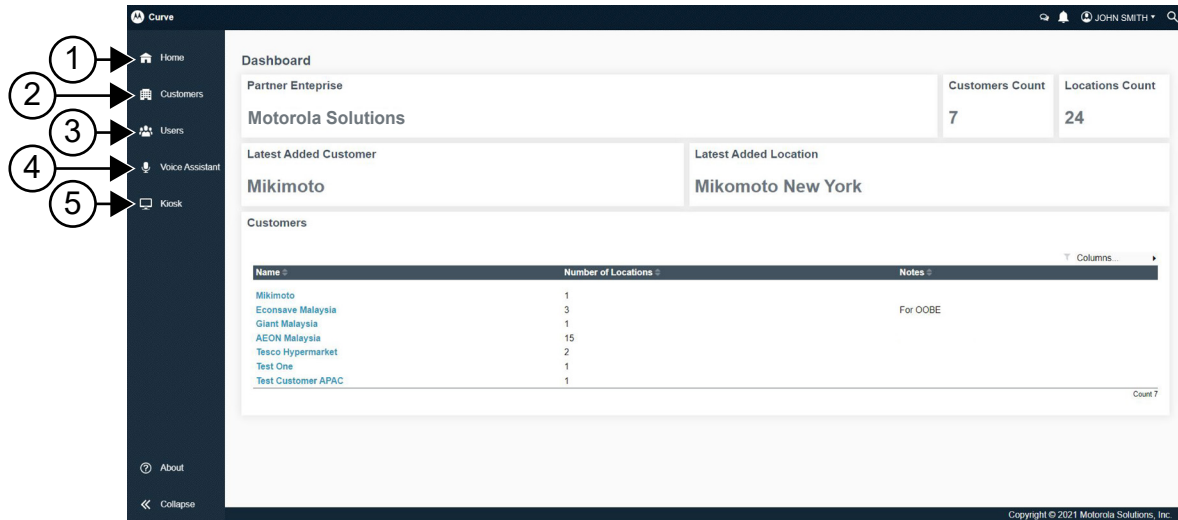 Curve
JOHN SMITH
1
Home
2
Customers
3
Users
4
Voice Assistant
5
Kiosk
Dashboard
Partner Enteprise
Motorola Solutions
Customers Count
7
Locations Count
24
Latest Added Customer
Mikimoto
Latest Added Location
Mikomoto New York
Customers
Columns...
Name Number of Locations Notes
Mikimoto 1
Econsave Malaysia 3 For OOBE
Giant Malaysia 1
AEON Malaysia 15
Tesco Hypermarket 2
Test One 1
Test Customer APAC 1
Count 7
About
Collapse
Copyright © 2021 Motorola Solutions, Inc.